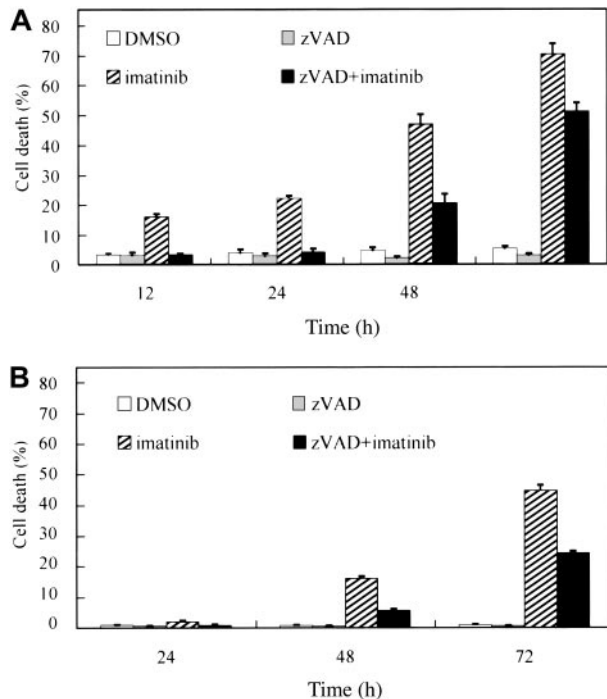 A
DMSO zVAD
imatinib zVAD+imatinib
Cell death (%)
80
70
60
50
40
30
20
10
0
12 24 48
Time (h)
B
DMSO zVAD
imatinib zVAD+imatinib
Cell death (%)
80
70
60
50
40
30
20
10
0
24 48 72
Time (h)